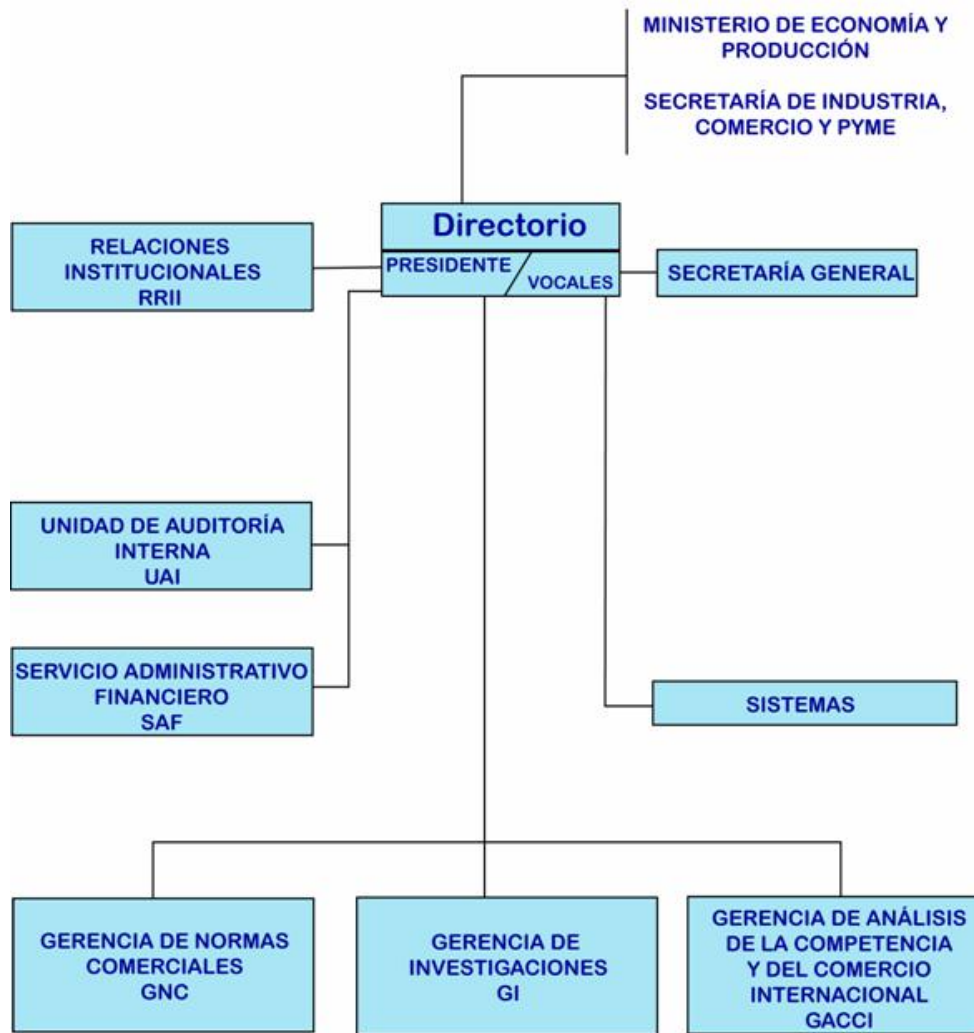 MINISTERIO DE ECONOMÍA Y
PRODUCCIÓN
SECRETARÍA DE INDUSTRIA,
COMERCIO Y PYME
Directorio
PRESIDENTE
VOCALES
RELACIONES
INSTITUCIONALES
RRII
SECRETARÍA GENERAL
UNIDAD DE AUDITORÍA
INTERNA
UAI
SERVICIO ADMINISTRATIVO
FINANCIERO
SAF
SISTEMAS
GERENCIA DE NORMAS
COMERCIALES
GNC
GERENCIA DE
INVESTIGACIONES
GI
GERENCIA DE ANÁLISIS
DE LA COMPETENCIA
Y DEL COMERCIO
INTERNACIONAL
GACCI